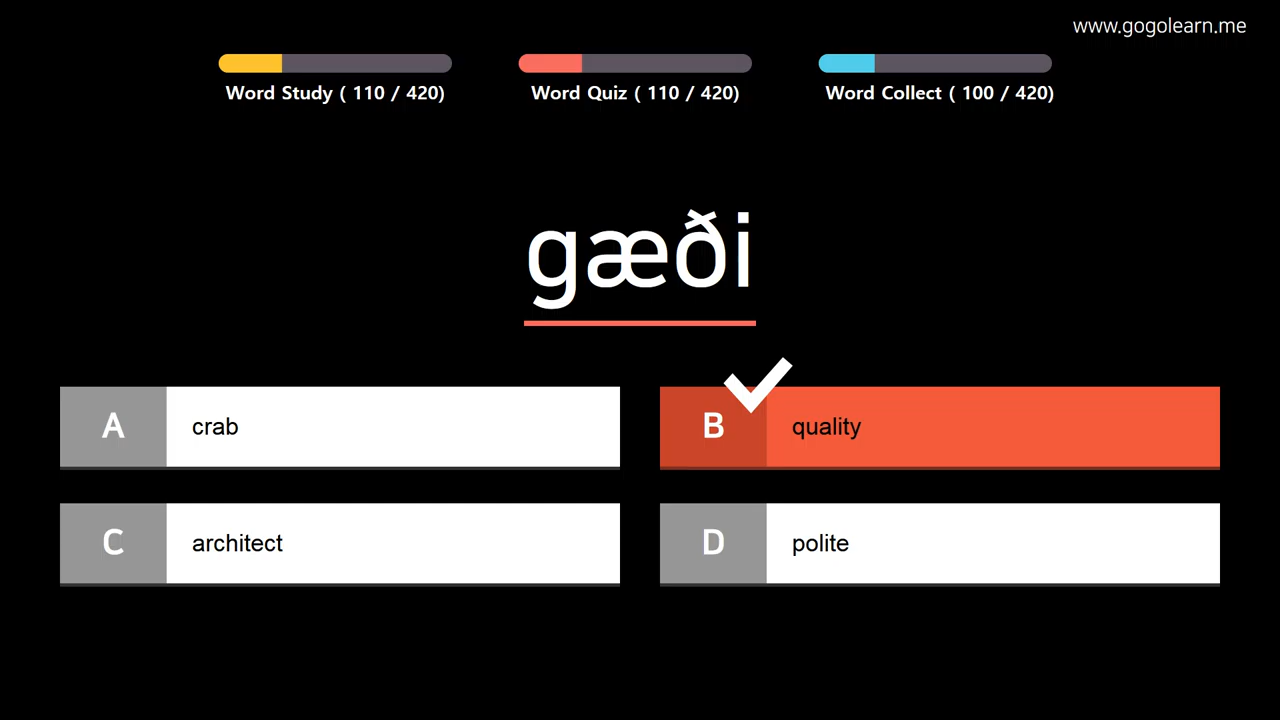 www.gogolearn.me
Word Study ( 110 / 420)
Word Quiz ( 110 / 420)
Word Collect ( 100 / 420)
gæði
A crab
B quality
C architect
D polite